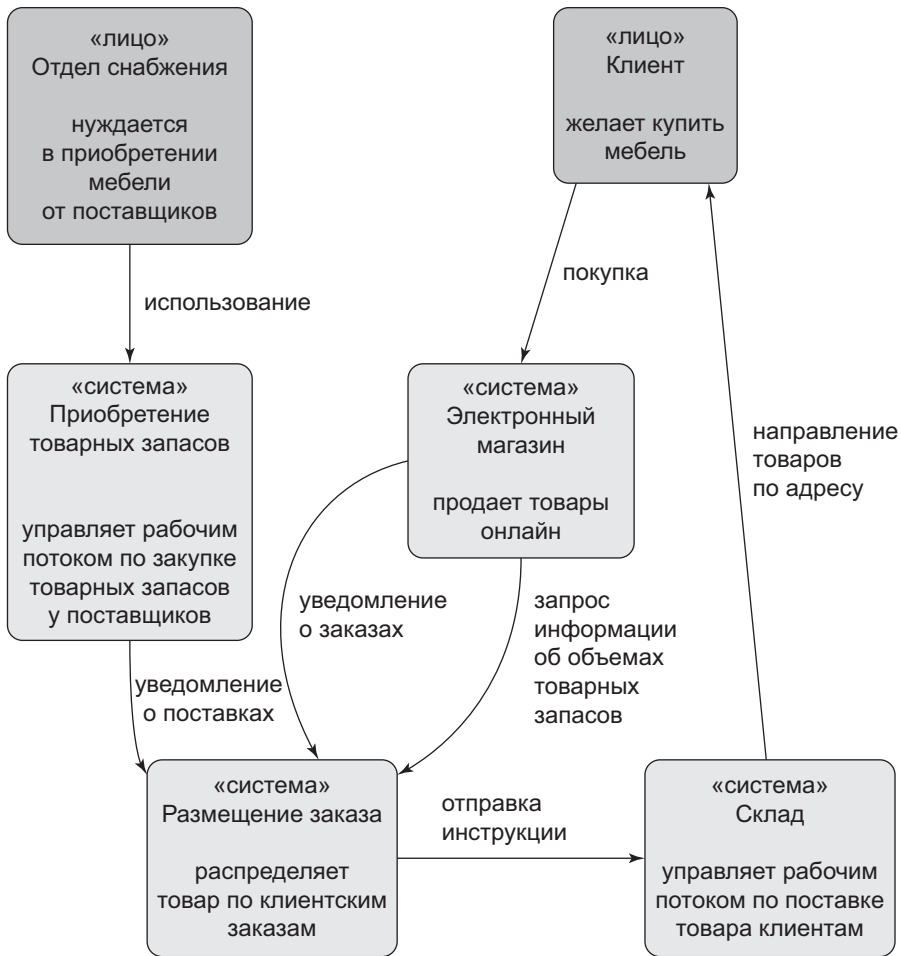 «лицо»
Отдел снабжения
нуждается
в приобретении
мебели
от поставщиков
«лицо»
Клиент
желает купить
мебель
использование
покупка
«система»
Приобретение
товарных запасов
управляет рабочим
потоком по закупке
товарных запасов
у поставщиков
«система»
Электронный
магазин
продает товары
онлайн
направление
товаров
по адресу
уведомление
о заказах
запрос
информации
об объемах
товарных
запасов
уведомление
о поставках
«система»
Размещение заказа
распределяет
товар по клиентским
заказам
отправка
инструкции
«система»
Склад
управляет рабочим
потоком по поставке
товара клиентам